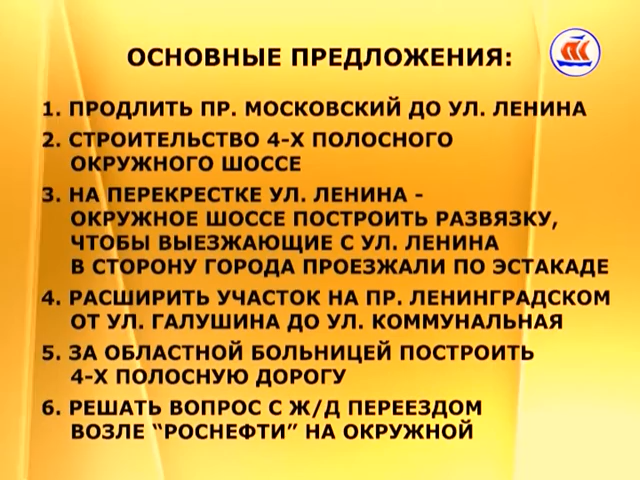 ОСНОВНЫЕ ПРЕДЛОЖЕНИЯ:
1. ПРОДЛИТЬ ПР. МОСКОВСКИЙ ДО УЛ. ЛЕНИНА
2. СТРОИТЕЛЬСТВО 4-Х ПОЛОСНОГО
ОКРУЖНОГО ШОССЕ
3. НА ПЕРЕКРЕСТКЕ УЛ. ЛЕНИНА -
ОКРУЖНОЕ ШОССЕ ПОСТРОИТЬ РАЗВЯЗКУ,
ЧТОБЫ ВЫЕЗЖАЮЩИЕ С УЛ. ЛЕНИНА
В СТОРОНУ ГОРОДА ПРОЕЗЖАЛИ ПО ЭСТАКАДЕ
4. РАСШИРИТЬ УЧАСТОК НА ПР. ЛЕНИНГРАДСКОМ
ОТ УЛ. ГАЛУШИНА ДО УЛ. КОММУНАЛЬНАЯ
5. ЗА ОБЛАСТНОЙ БОЛЬНИЦЕЙ ПОСТРОИТЬ
4-Х ПОЛОСНУЮ ДОРОГУ
6. РЕШАТЬ ВОПРОС С Ж/Д ПЕРЕЕЗДОМ
ВОЗЛЕ “РОСНЕФТИ” НА ОКРУЖНОЙ